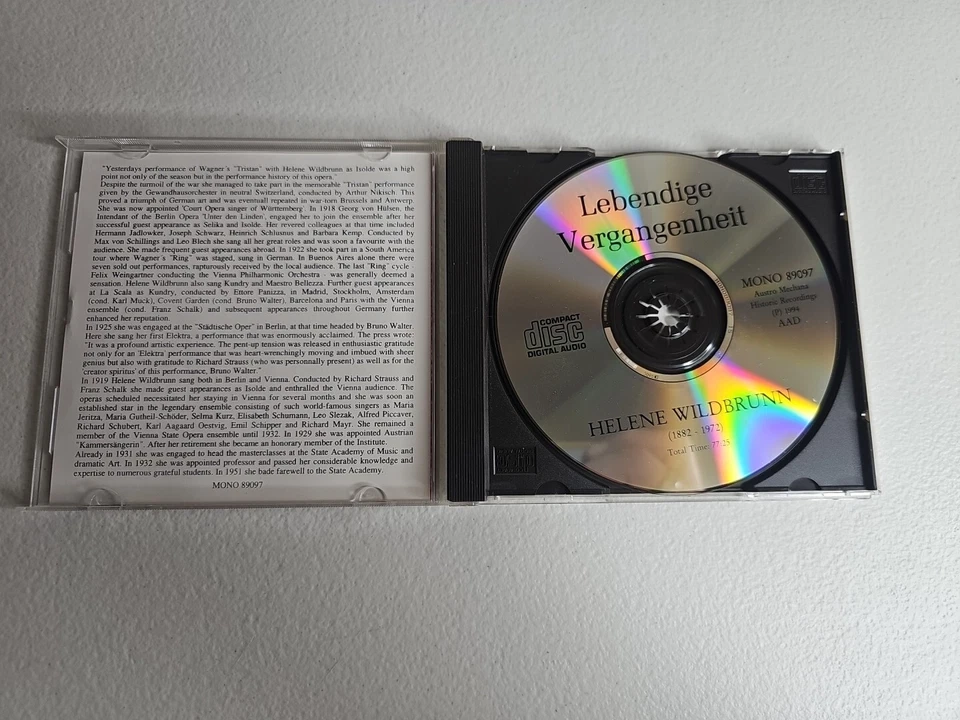 "Yesterdays performance of Wagner's "Tristan" with Helene Wildbrunn as Isolde was a high
point not only of the season but in the performance history of this opera."
Despite the turmoil of the war she managed to take part in the memorable "Tristan" performance
given by the Gewandhausorchester in neutral Switzerland, conducted by Arthur Nikisch. This
proved a triumph of German art and was eventuall repeated in war-torn Brussels and Antwerp.
She was now appointed 'Court Opera singer of Württemberg'. In 1918 Georg von Hülsen, the
Intendant of the Berlin Opera 'Unter den Linden', engaged her to join the ensemble after her
successful guest appearance as Selika and Isolde. Her revered colleagues at that time included
Hermann Jadlowker, Joseph Schwarz, Heinrich Schlusnus and Barbara Kemp. Conducted by
Max von Schillings and Leo Blech she sang all her great roles and was soon a favourite with the
audience. She made frequent guest appearances abroad. In 1922 she took part in a South America
tour where Wagner's "Ring" was staged, sung in German. In Buenos Aires alone there were
seven sold out performances, rapturously received by the local audience. The last "Ring" cycle -
Felix Weingartner conducting the Vienna Philharmonic Orchestra - was generally deemed a
sensation. Helene Wildbrunn also sang Kundry and Maestro Bellezza. Further guest appearances
at La Scala as Kundry, conducted by Ettore Panizza, in Madrid, Stockholm, Amsterdam
(cond. Karl Muck), Covent Garden (cond. Bruno Walter), Barcelona and Paris with the Vienna
ensemble (cond. Franz Schalk) and subsequent appearances throughout Germany further
enhanced her reputation.
In 1925 she was engaged at the "Städtische Oper" in Berlin, at that time headed by Bruno Walter.
Here she sang her first Elektra, a performance that was enormously acclaimed. The press wrote:
"It was a profound artistic experience. The pent-up tension was released in enthusiastic gratitude
not only for an 'Elektra' performance that was heart-wrenchingly moving and imbued with sheer
genius but also with gratitude to Richard Strauss (who was personnally present) as well as for the
'creator spiritus' of this performance, Bruno Walter."
In 1919 Helene Wildbrunn sang both in Berlin and Vienna. Conducted by Richard Strauss and
Franz Schalk she made guest appearances as Isolde and enthralled the Vienna audience. The
operas scheduled necessitated her staying in Vienna for several months and she was soon an
established star in the legendary ensemble consisting of such world-famous singers as Maria
Jeritza, Maria Gutheil-Schöder, Selma Kurz, Elisabeth Schumann, Leo Slezak, Alfred Piccaver,
Richard Schubert, Karl Aagaard Oestvig, Emil Schipper and Richard Mayr. She remained a
member of the Vienna State Opera ensemble until 1932. In 1929 she was appointed Austrian
"Kammersängerin". After her retirement she became an honorary member of the Institute.
Already in 1931 she was engaged to head the masterclasses at the State Academy of Music and
dramatic Art. In 1932 she was appointed professor and passed her considerable knowledge and
expertise to numerous grateful students. In 1951 she bade farewell to the State Academy.
MONO 89097
Lebendige
Vergangenheit
MONO 89097
Austro Mechana
Historic Recordings
(P) 1994
AAD
COMPACT
disc
DIGITAL AUDIO
HELENE WILDBRUNN
(1882 - 1972)
Total Time: 77:25